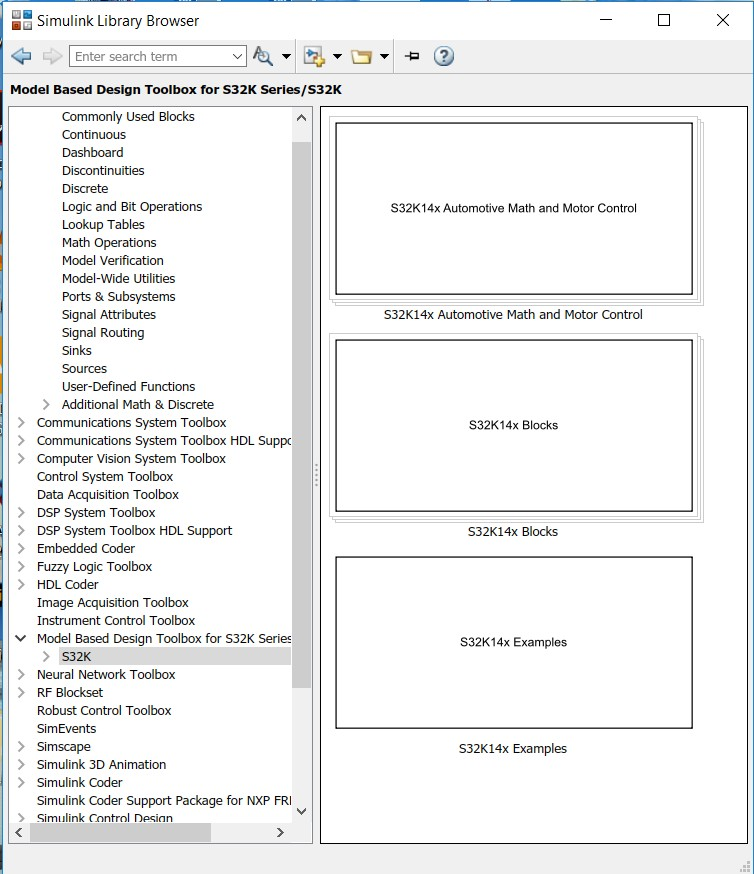 Simulink Library Browser
Enter search term
Model Based Design Toolbox for S32K Series/S32K
Commonly Used Blocks
Continuous
Dashboard
Discontinuities
Discrete
Logic and Bit Operations
Lookup Tables
Math Operations
Model Verification
Model-Wide Utilities
Ports & Subsystems
Signal Attributes
Signal Routing
Sinks
Sources
User-Defined Functions
Additional Math & Discrete
Communications System Toolbox
Communications System Toolbox HDL Suppo
Computer Vision System Toolbox
Control System Toolbox
Data Acquisition Toolbox
DSP System Toolbox
DSP System Toolbox HDL Support
Embedded Coder
Fuzzy Logic Toolbox
HDL Coder
Image Acquisition Toolbox
Instrument Control Toolbox
Model Based Design Toolbox for S32K Series
S32K
Neural Network Toolbox
RF Blockset
Robust Control Toolbox
SimEvents
Simscape
Simulink 3D Animation
Simulink Coder
Simulink Coder Support Package for NXP FRI
Simulink Control Design
S32K14x Automotive Math and Motor Control
S32K14x Automotive Math and Motor Control
S32K14x Blocks
S32K14x Blocks
S32K14x Examples
S32K14x Examples